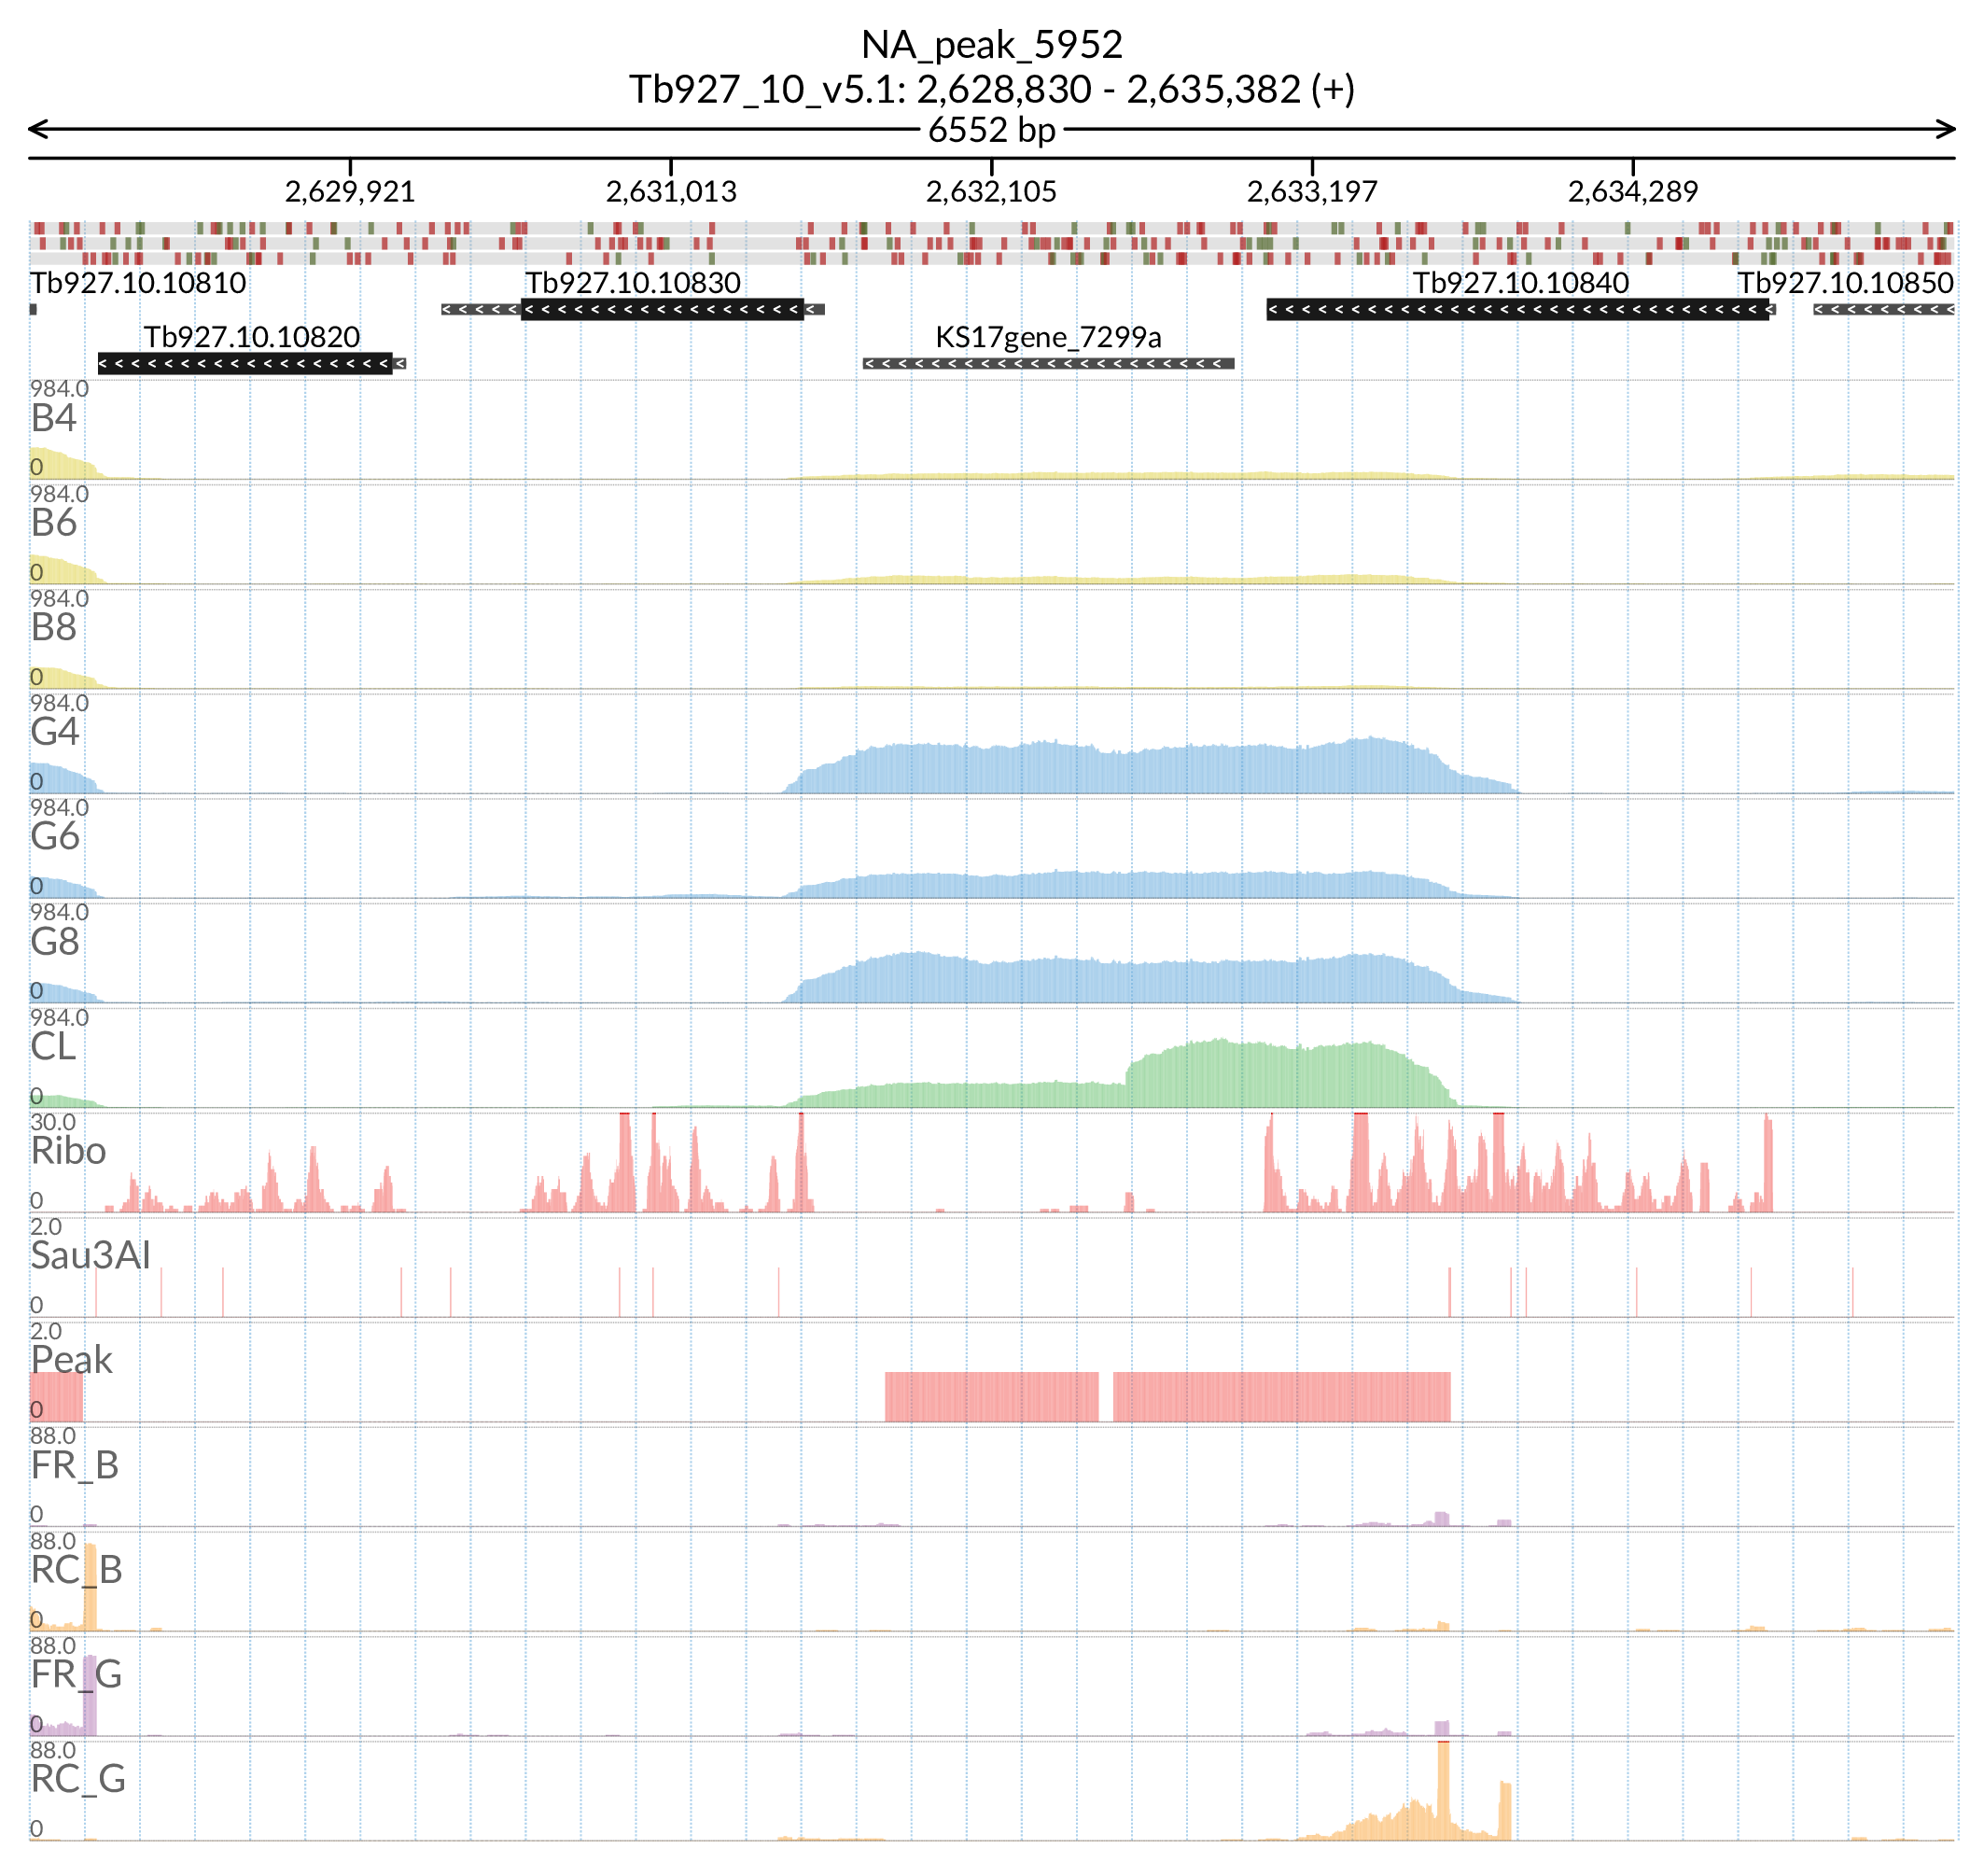 NA_peak_5952
Tb927_10_v5.1: 2,628,830 - 2,635,382 (+)
6552 bp
2,629,921 2,631,013 2,632,105 2,633,197 2,634,289
Tb927.10.10810 Tb927.10.10830 Tb927.10.10840 Tb927.10.10850
Tb927.10.10820 KS17gene_7299a
984.0
B4
0
984.0
B6
0
984.0
B8
0
984.0
G4
0
984.0
G6
0
984.0
G8
0
984.0
CL
0
30.0
Ribo
0
2.0
Sau3AI
0
2.0
Peak
0
88.0
FR_B
0
88.0
RC_B
0
88.0
FR_G
0
88.0
RC_G
0